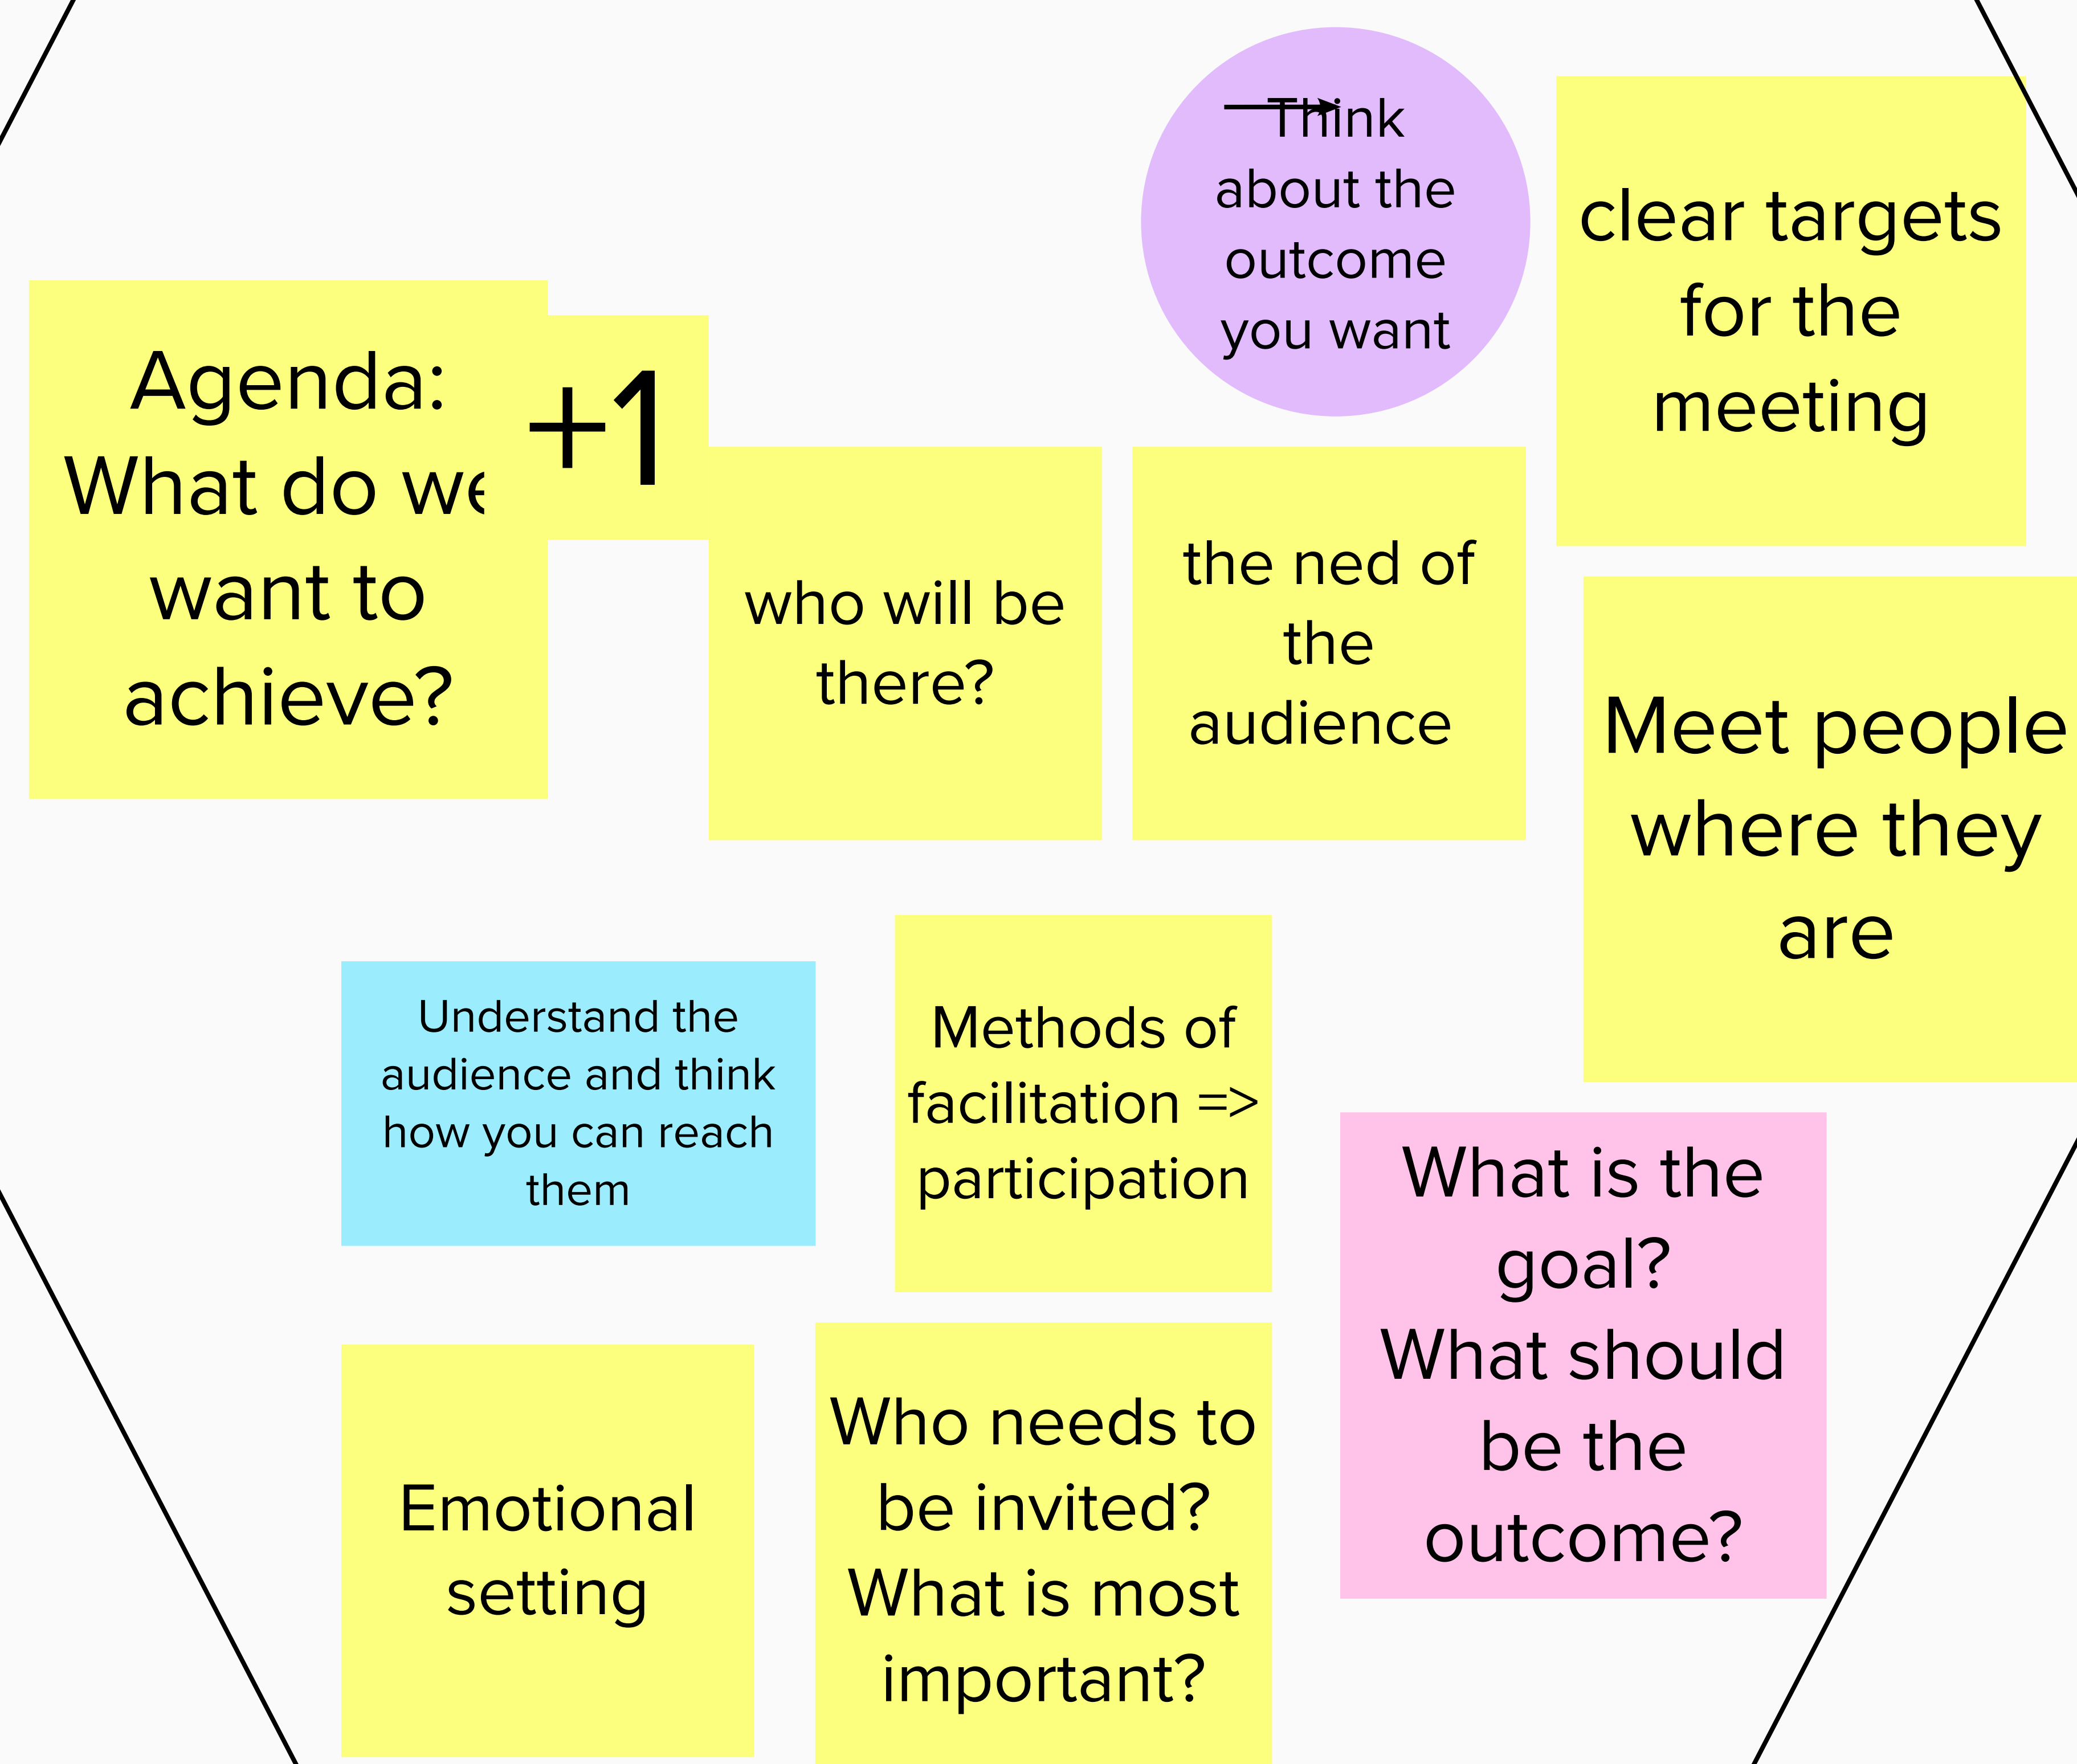 Think
about the
outcome
you want
clear targets
for the
meeting
Agenda:
What do we
want to
achieve?
+1
who will be
there?
the ned of
the
audience
Meet people
where they
are
Understand the
audience and think
how you can reach
them
Methods of
facilitation =>
participation
What is the
goal?
What should
be the
outcome?
Emotional
setting
Who needs to
be invited?
What is most
important?